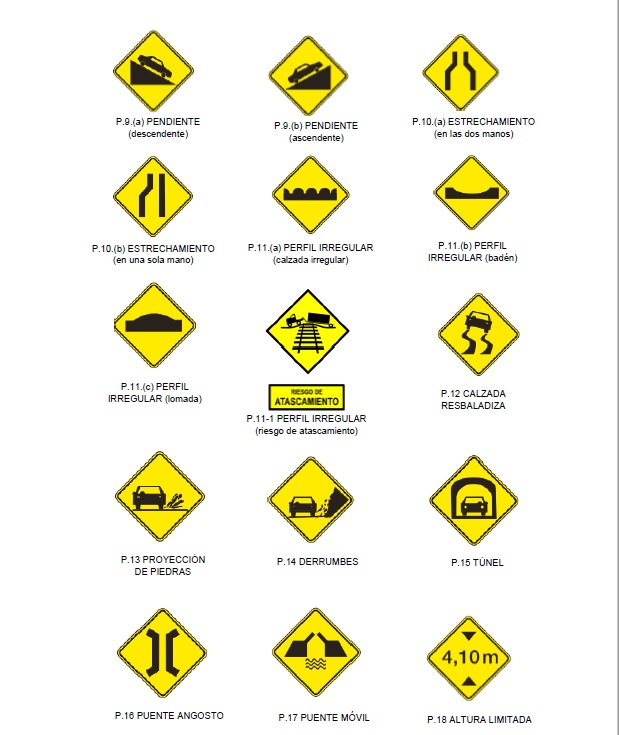 P.9.(a) PENDIENTE
(descendente)
P.9.(b) PENDIENTE
(ascendente)
P.10.(a) ESTRECHAMIENTO
(en las dos manos)
P.10.(b) ESTRECHAMIENTO
(en una sola mano)
P.11.(a) PERFIL IRREGULAR
(calzada irregular)
P.11.(b) PERFIL
IRREGULAR (badén)
P.11.(c) PERFIL
IRREGULAR (lomada)
RIESGO DE
ATASCAMIENTO
P.11-1 PERFIL IRREGULAR
(riesgo de atascamiento)
P.12 CALZADA
RESBALADIZA
P.13 PROYECCIÓN
DE PIEDRAS
P.14 DERRUMBES
P.15 TÚNEL
P.16 PUENTE ANGOSTO
P.17 PUENTE MÓVIL
4,10 m
P.18 ALTURA LIMITADA